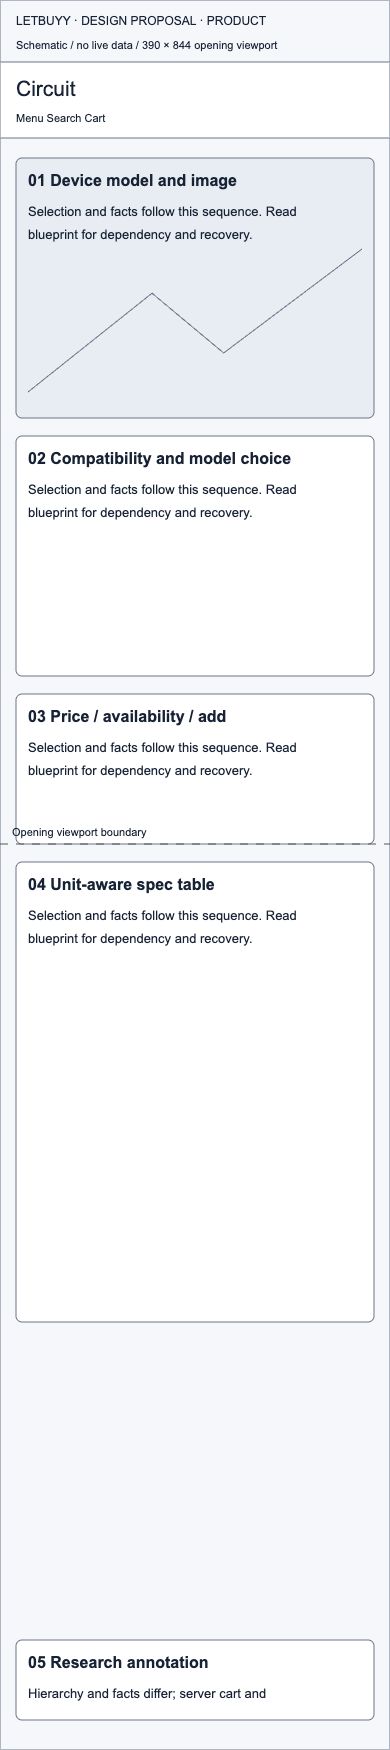 LETBUYY · DESIGN PROPOSAL · PRODUCT
Schematic / no live data / 390 × 844 opening viewport
Circuit
Menu Search Cart
01 Device model and image
Selection and facts follow this sequence. Read
blueprint for dependency and recovery.
02 Compatibility and model choice
Selection and facts follow this sequence. Read
blueprint for dependency and recovery.
03 Price / availability / add
Selection and facts follow this sequence. Read
blueprint for dependency and recovery.
Opening viewport boundary
04 Unit-aware spec table
Selection and facts follow this sequence. Read
blueprint for dependency and recovery.
05 Research annotation
Hierarchy and facts differ; server cart and